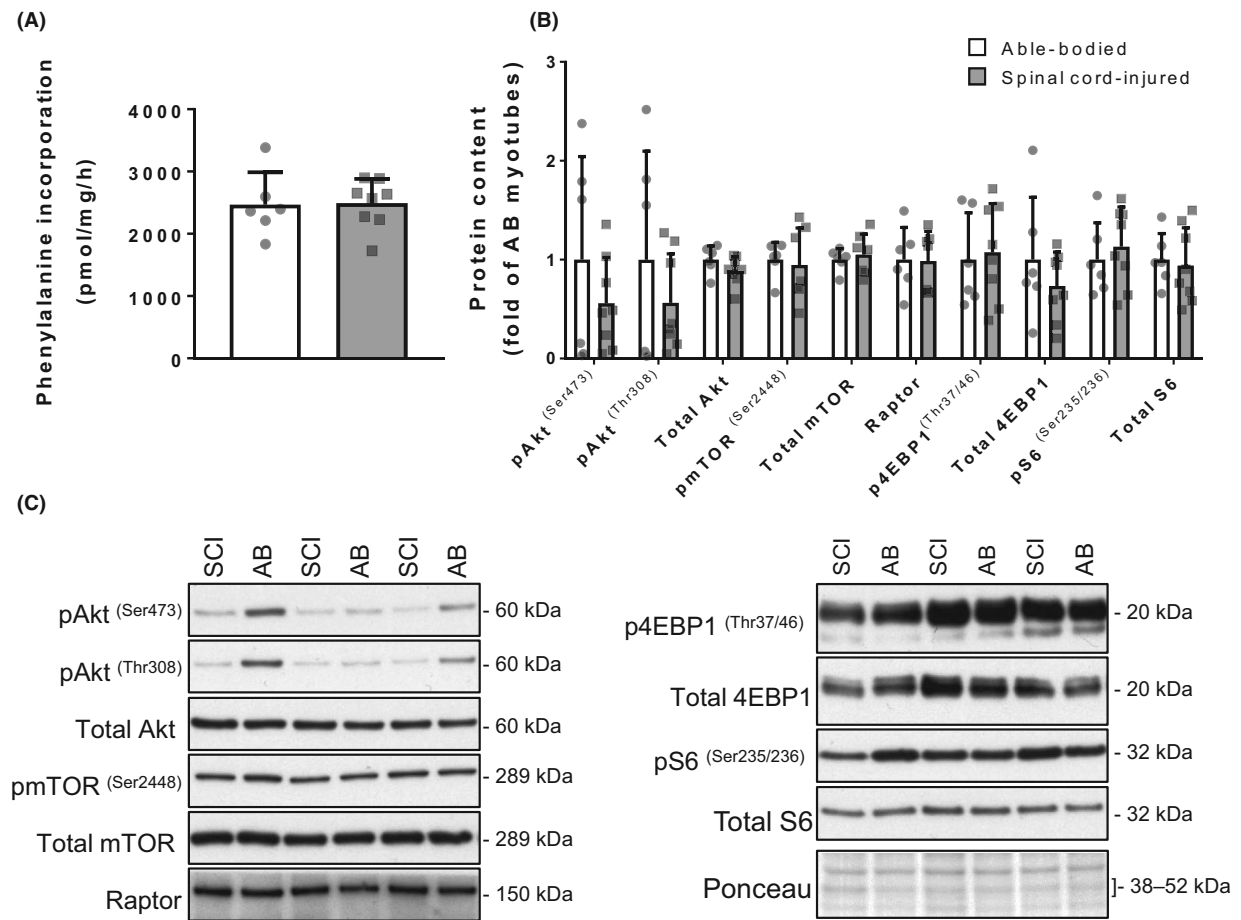 (A)
Phenylalanine incorporation
(pmol/mg/h)
4000
3000
2000
1000
0
(B)
Able-bodied
Spinal cord-injured
Protein content
(fold of AB myotubes)
3
2
1
0
pAkt (Ser473)
pAkt (Thr308)
Total Akt
pmTOR (Ser2448)
Total mTOR
Raptor
p4EBP1 (Thr37/46)
Total 4EBP1
pS6 (Ser235/236)
Total S6
(C)
SCI AB SCI AB SCI AB
pAkt (Ser473) - 60 kDa
pAkt (Thr308) - 60 kDa
Total Akt - 60 kDa
pmTOR (Ser2448) - 289 kDa
Total mTOR - 289 kDa
Raptor - 150 kDa
SCI AB SCI AB SCI AB
p4EBP1 (Thr37/46) - 20 kDa
Total 4EBP1 - 20 kDa
pS6 (Ser235/236) - 32 kDa
Total S6 - 32 kDa
Ponceau ]- 38–52 kDa